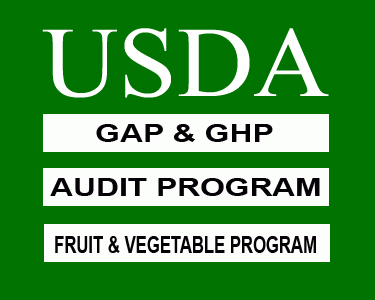 USDA
GAP & GHP
AUDIT PROGRAM
FRUIT & VEGETABLE PROGRAM